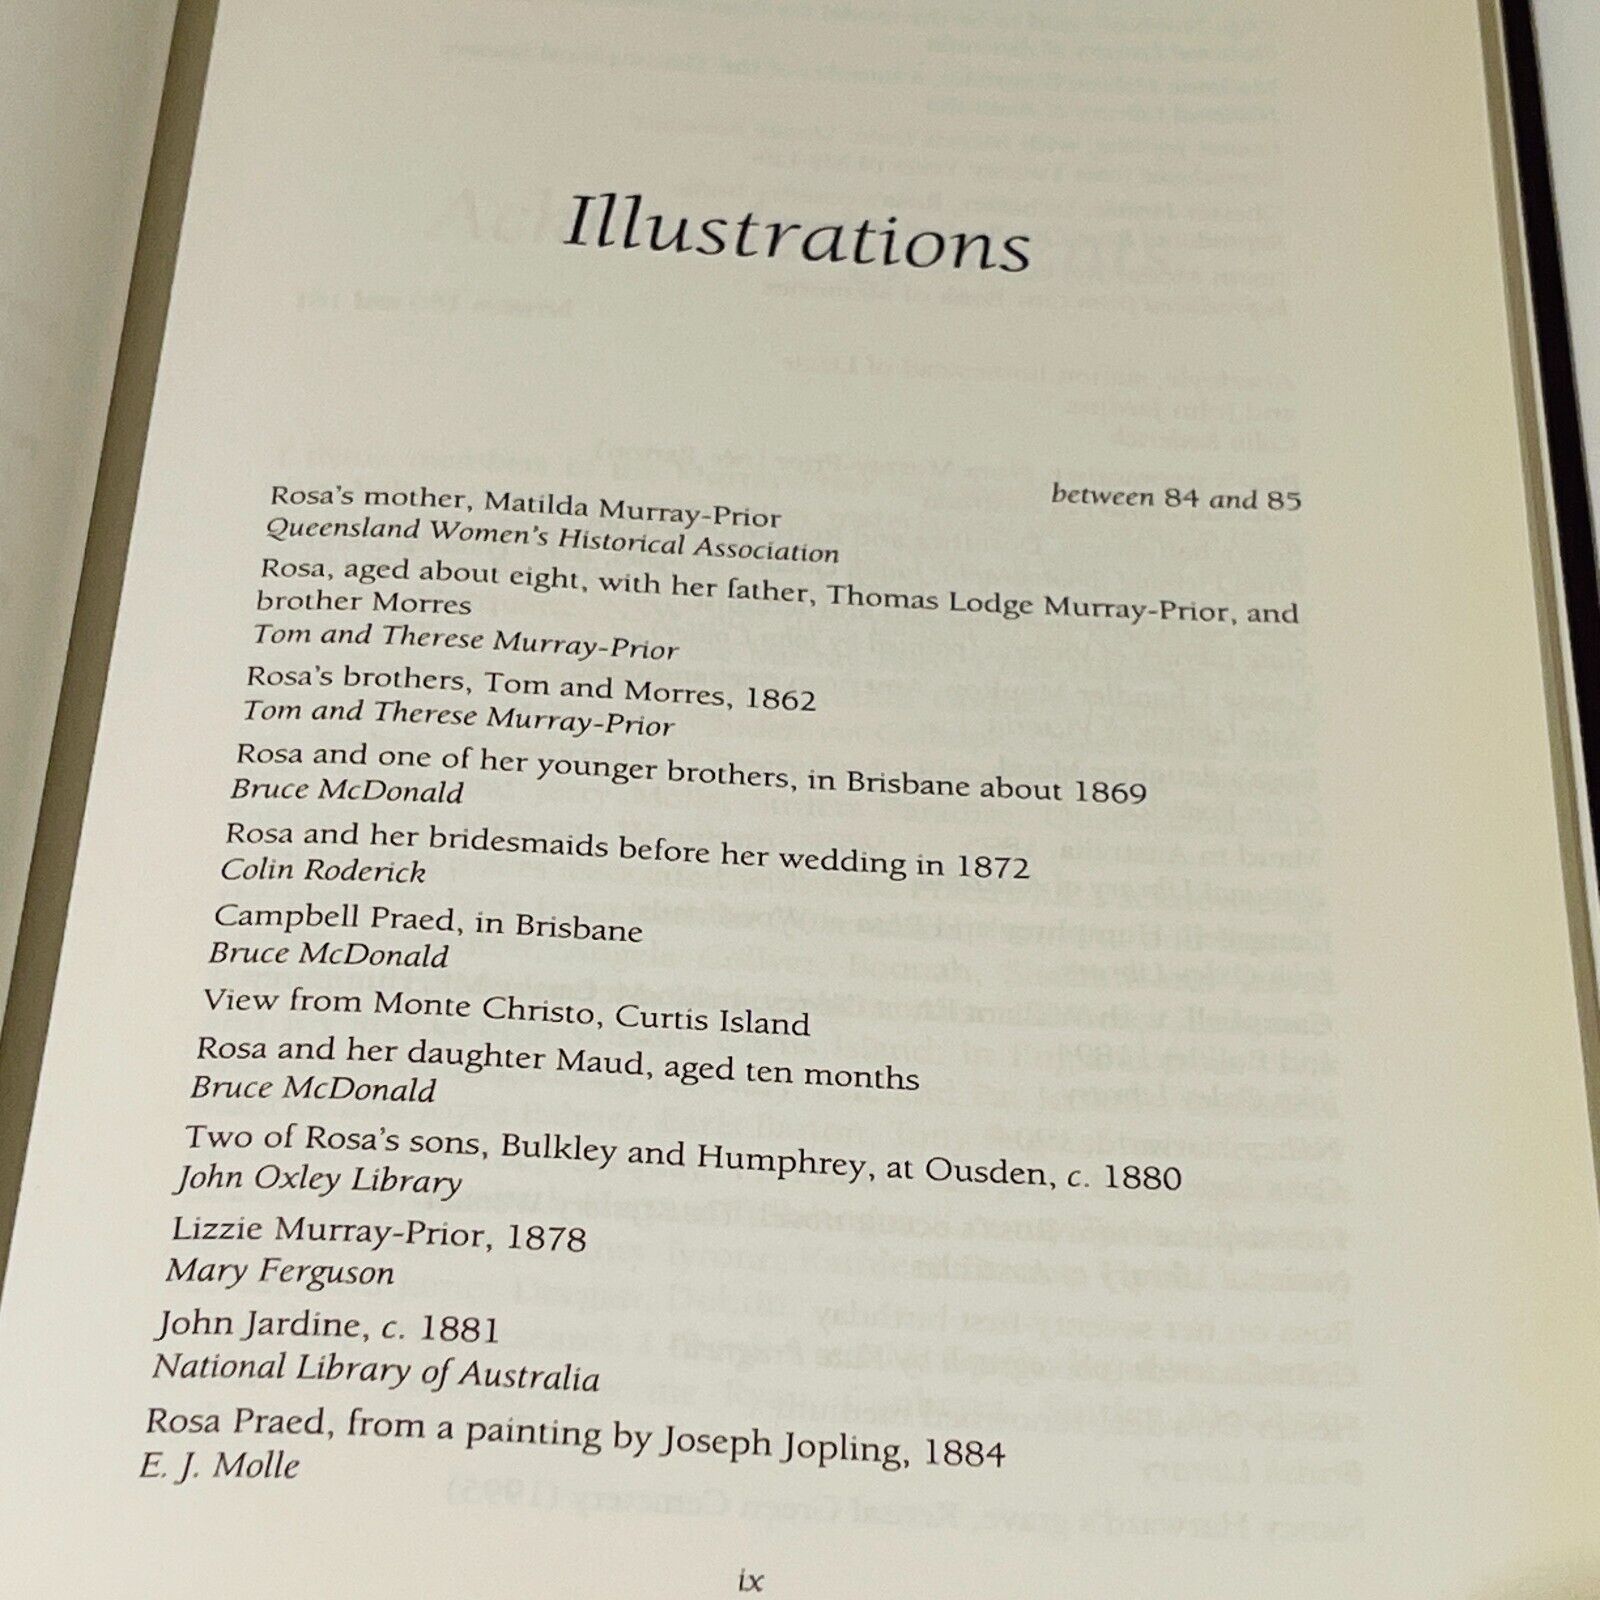 Illustrations
Rosa's mother, Matilda Murray-Prior between 84 and 85
Queensland Women's Historical Association
Rosa, aged about eight, with her father, Thomas Lodge Murray-Prior, and
brother Morres
Tom and Therese Murray-Prior
Rosa's brothers, Tom and Morres, 1862
Tom and Therese Murray-Prior
Rosa and one of her younger brothers, in Brisbane about 1869
Bruce McDonald
Rosa and her bridesmaids before her wedding in 1872
Colin Roderick
Campbell Praed, in Brisbane
Bruce McDonald
View from Monte Christo, Curtis Island
Rosa and her daughter Maud, aged ten months
Bruce McDonald
Two of Rosa's sons, Bulkley and Humphrey, at Ousden, c. 1880
John Oxley Library
Lizzie Murray-Prior, 1878
Mary Ferguson
John Jardine, c. 1881
National Library of Australia
Rosa Praed, from a painting by Joseph Jopling, 1884
E. J. Molle
ix